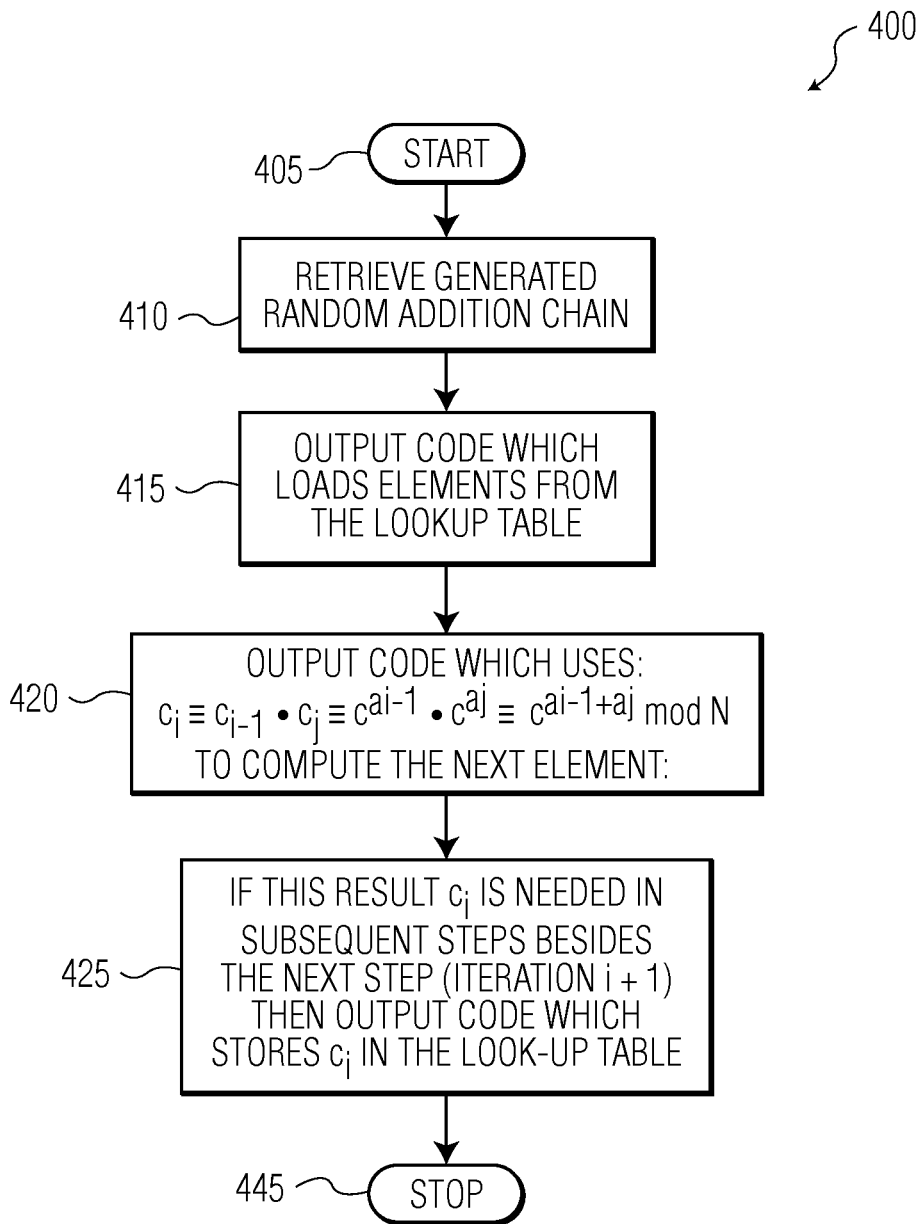 400
405
START
410
RETRIEVE GENERATED
RANDOM ADDITION CHAIN
415
OUTPUT CODE WHICH
LOADS ELEMENTS FROM
THE LOOKUP TABLE
420
OUTPUT CODE WHICH USES:
cᵢ ≡ cᵢ₋₁ • cⱼ ≡ c^ai−1 • c^aj ≡ c^ai−1+aj mod N
TO COMPUTE THE NEXT ELEMENT:
425
IF THIS RESULT cᵢ IS NEEDED IN
SUBSEQUENT STEPS BESIDES
THE NEXT STEP (ITERATION i + 1)
THEN OUTPUT CODE WHICH
STORES cᵢ IN THE LOOK-UP TABLE
445
STOP